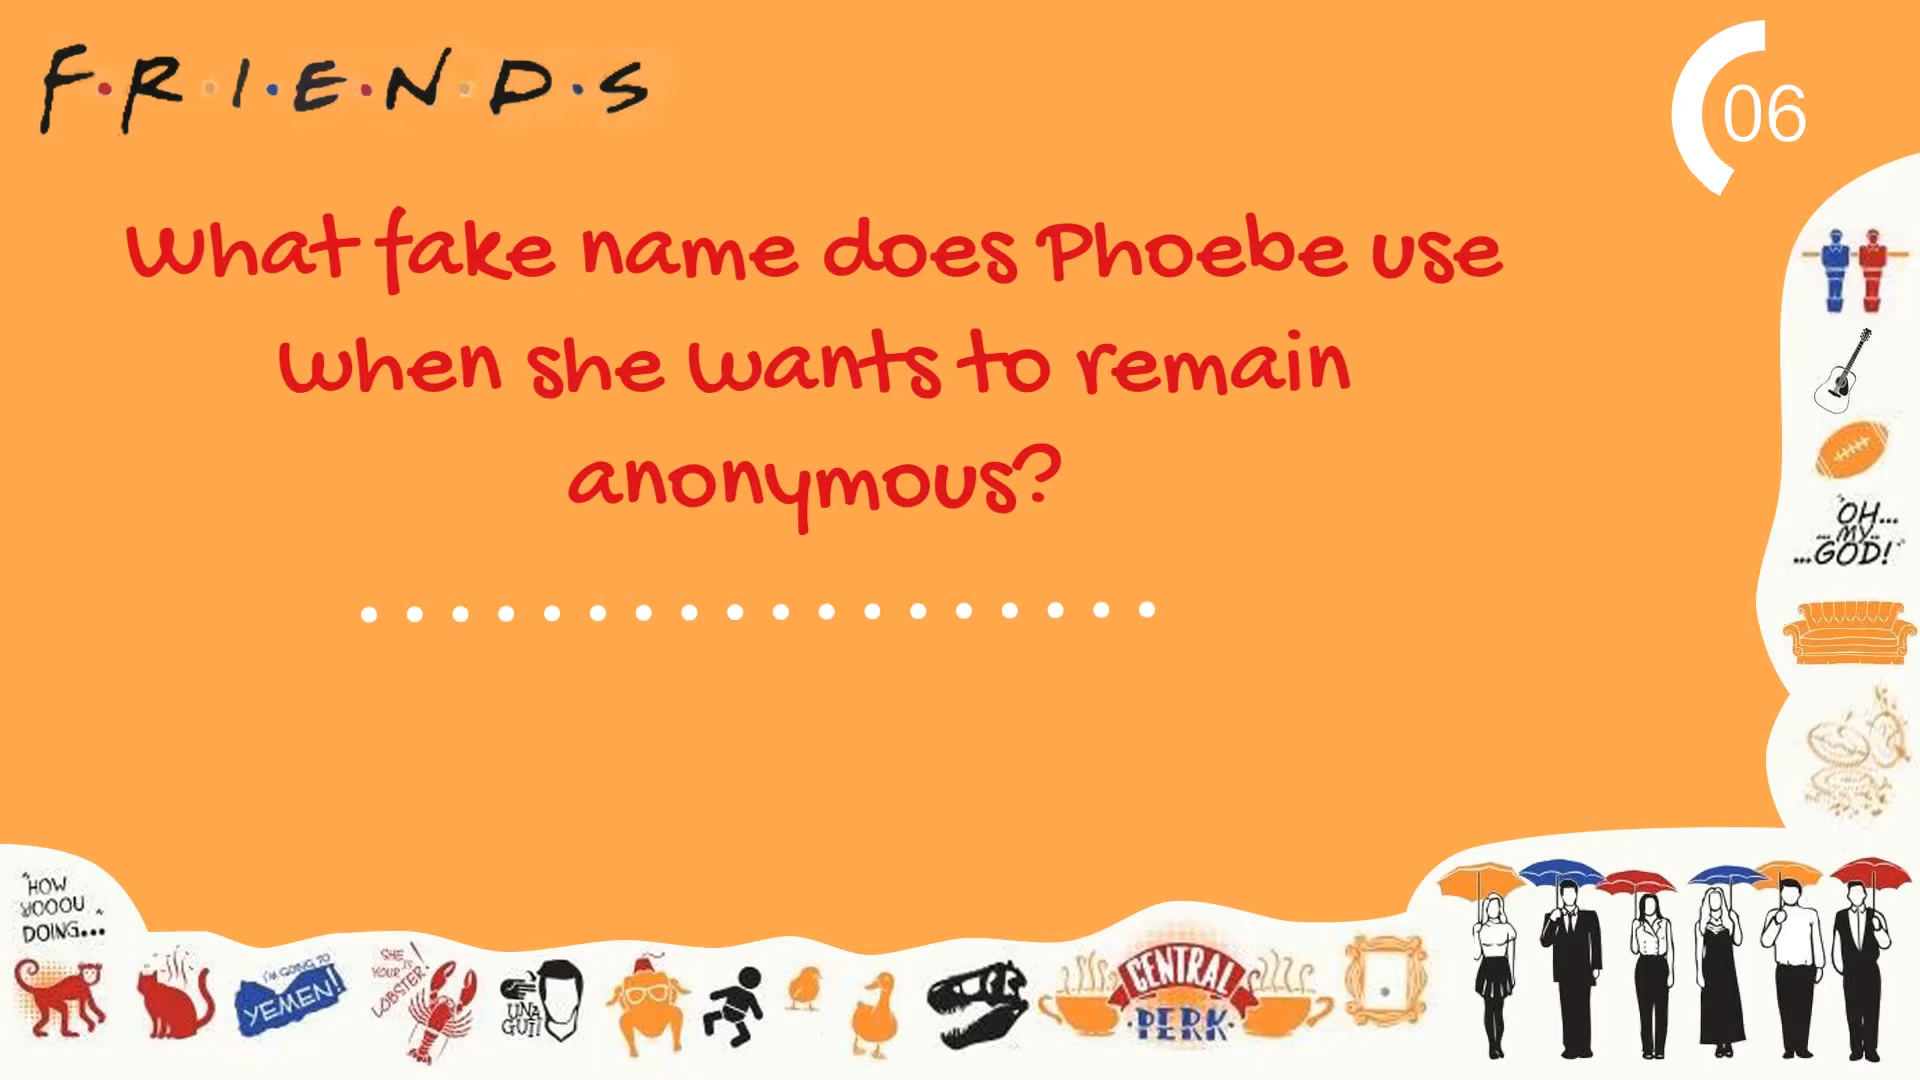 F•R•I•E•N•D•S
06
What fake name does Phoebe use
when she wants to remain
anonymous?
"OH...
...MY...
...GOD!"
"HOW
YOOOU
DOING...
I'M GOING TO
YEMEN!
SHE
IS
YOUR
LOBSTER!
UNA
GUI!
CENTRAL
•PERK•